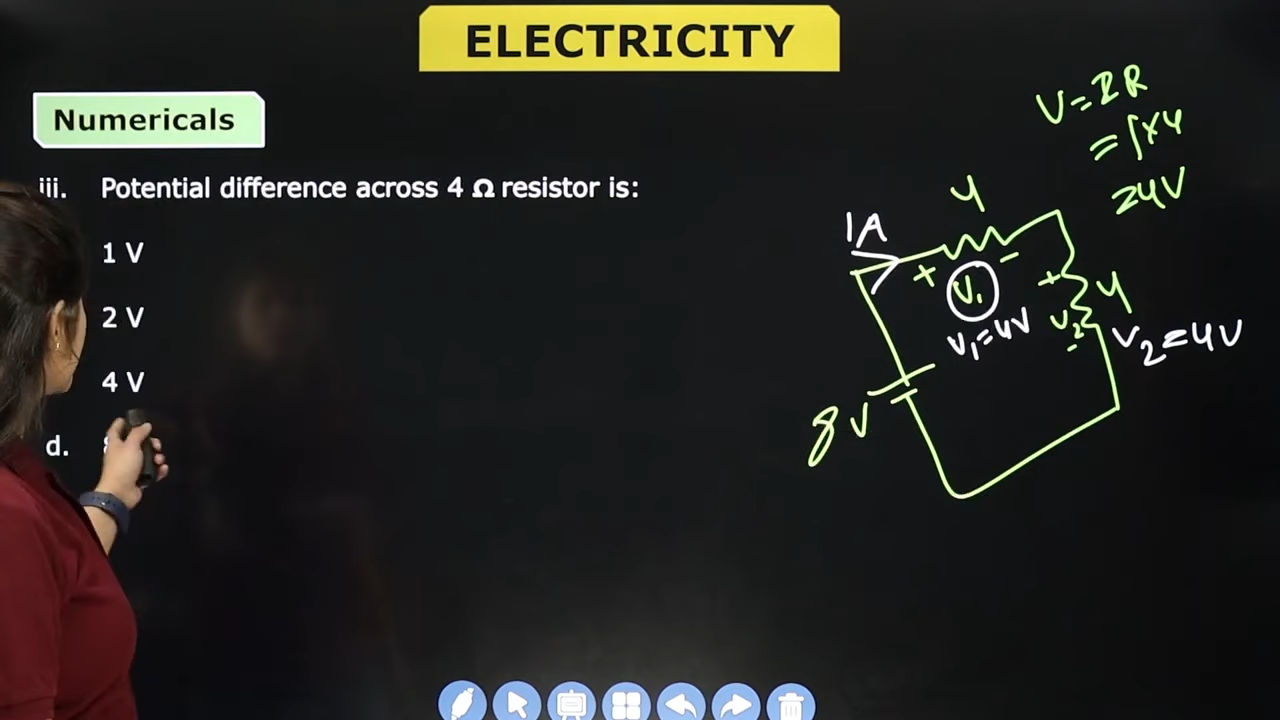 ELECTRICITY
Numericals
iii. Potential difference across 4 Ω resistor is:
1 V
2 V
4 V
d.
V=IR
=1×4
=4V
4
1A
+ -
V₁
V₁=4V
+
4
V₂
-
V₂=4V
8V